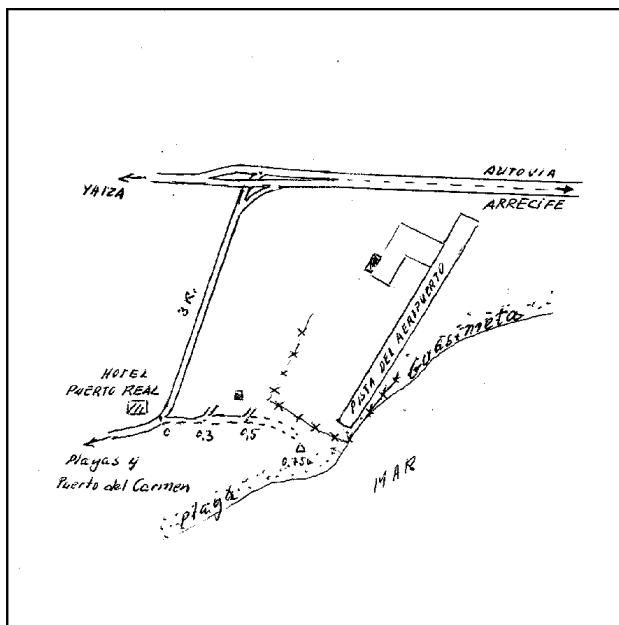 AUTOVIA
YAIZA
ARRECIFE
3 K.
PISTA DEL AEROPUERTO
Guasimeta
HOTEL
PUERTO REAL
0
0,3
0,5
0,750
Playas y
Puerto del Carmen
MAR
playa